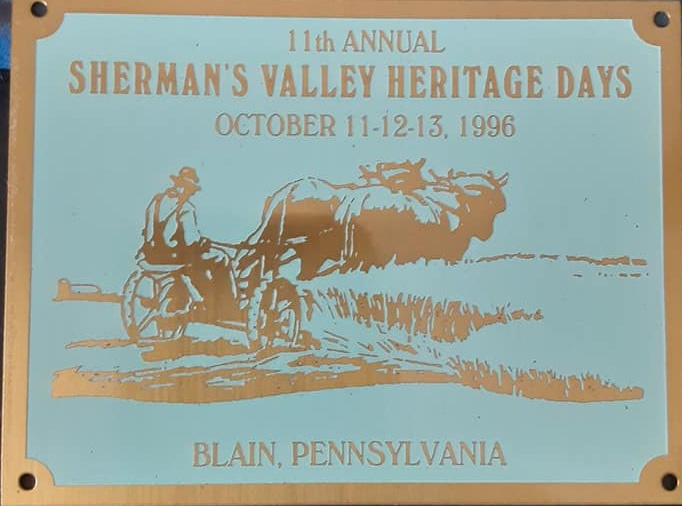 11th ANNUAL
SHERMAN'S VALLEY HERITAGE DAYS
OCTOBER 11-12-13, 1996
BLAIN, PENNSYLVANIA